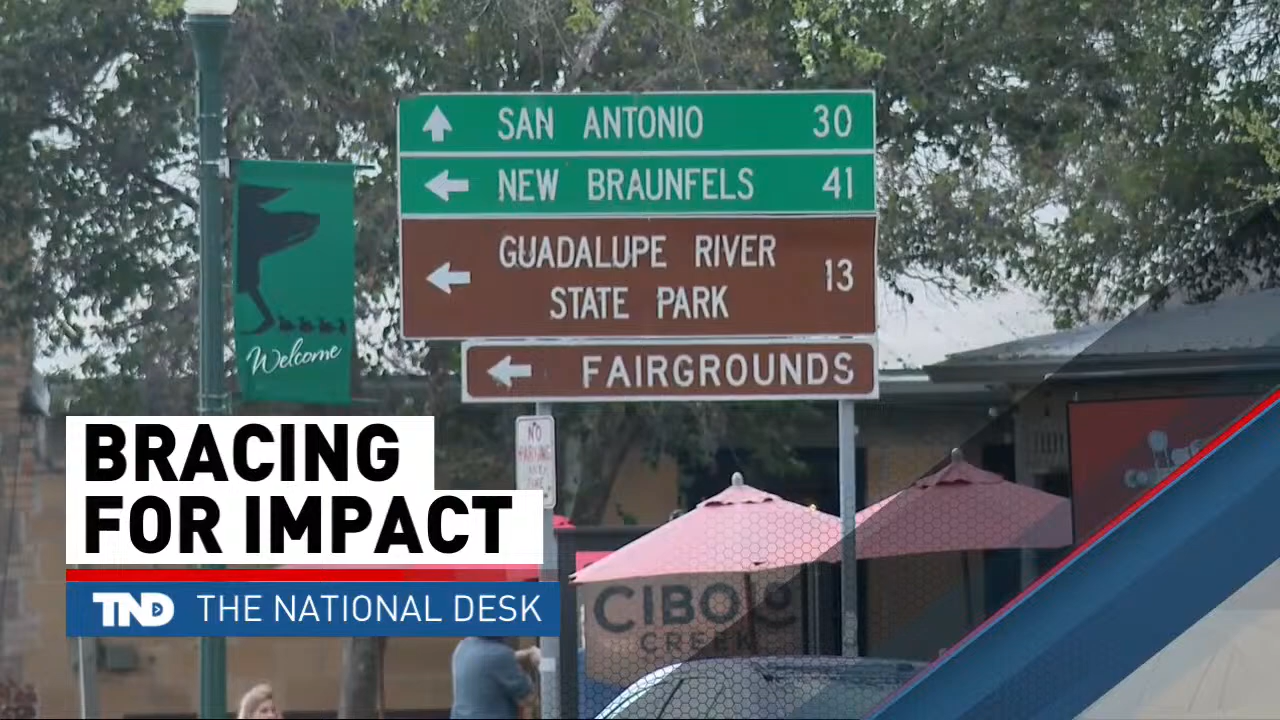 SAN ANTONIO 30
NEW BRAUNFELS 41
GUADALUPE RIVER
STATE PARK 13
FAIRGROUNDS
Welcome
NO
PARKING
BRACING
FOR IMPACT
TND THE NATIONAL DESK
CIBOLO
CREEK